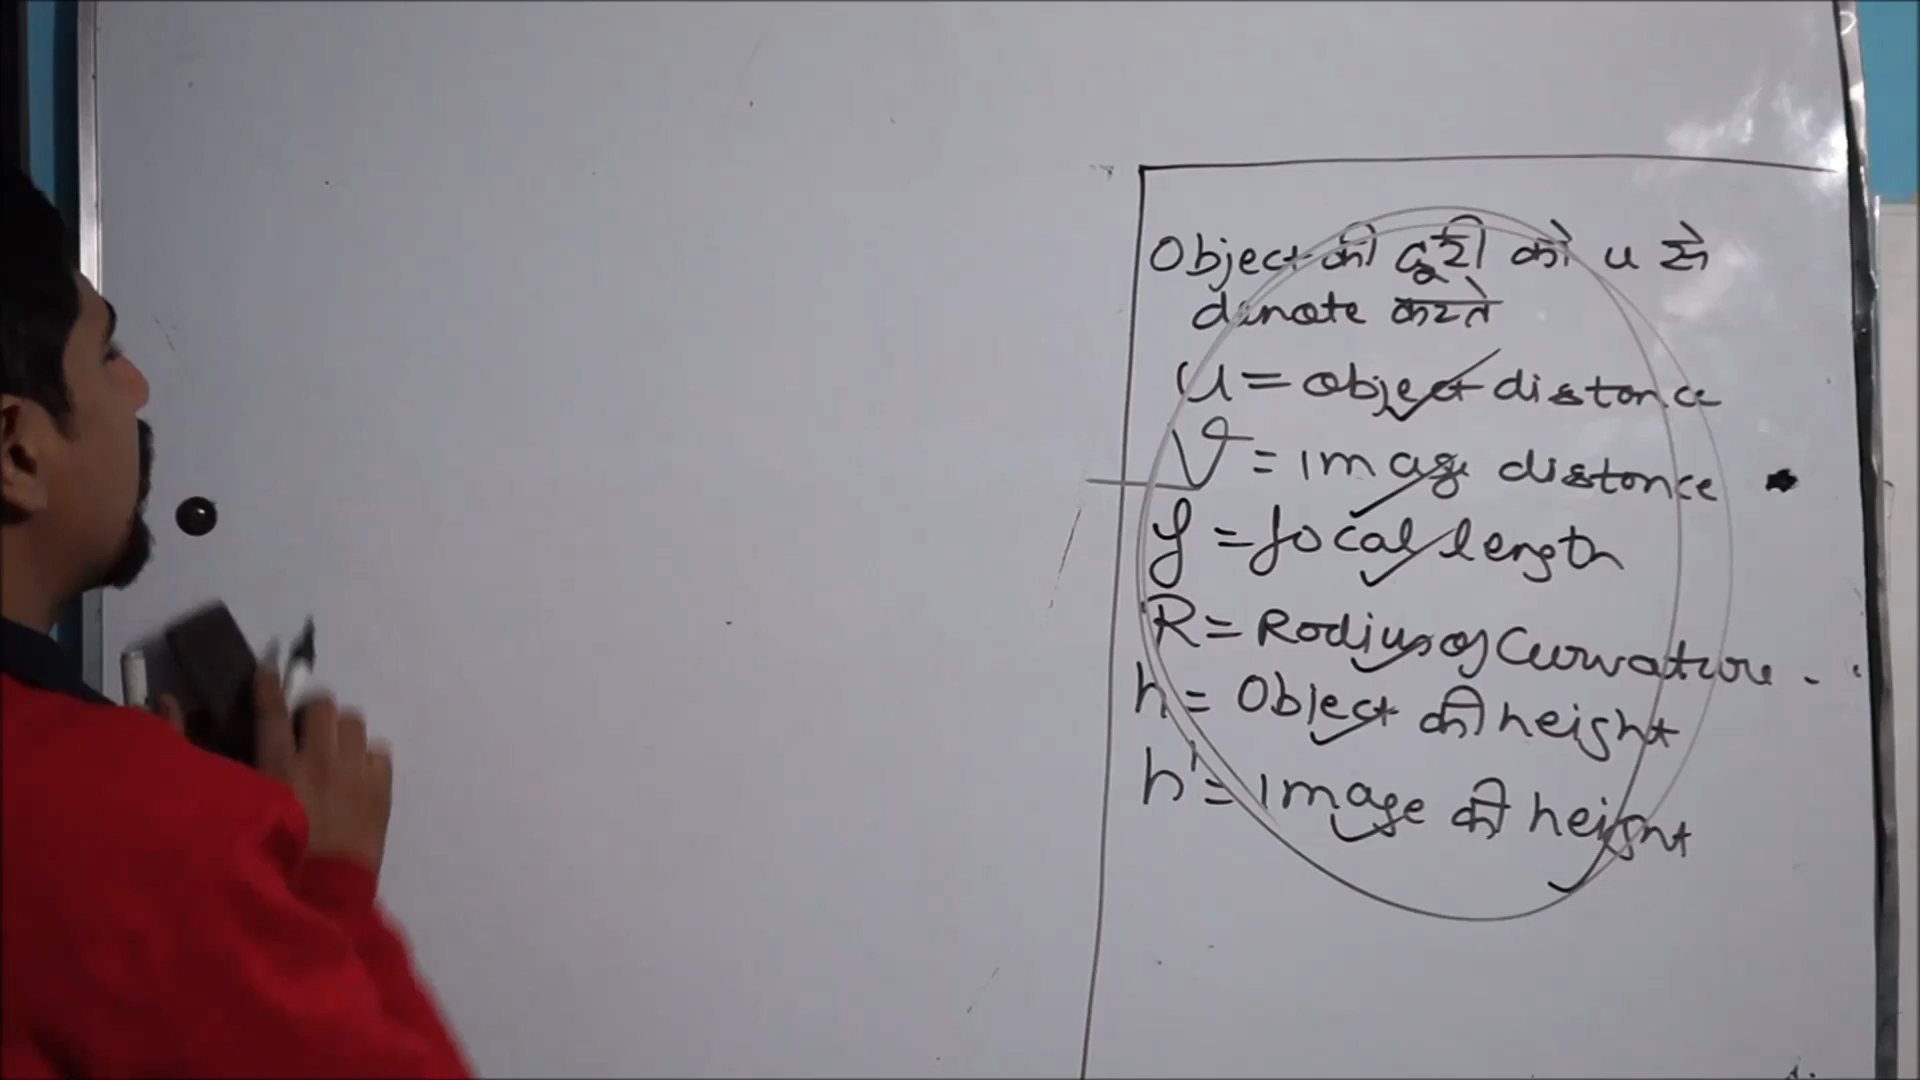 Object की दूरी को u से
denote करते
u = object distance
v = image distance
f = focal length
R = Radius of Curvature
h = Object की height
h' = image की height